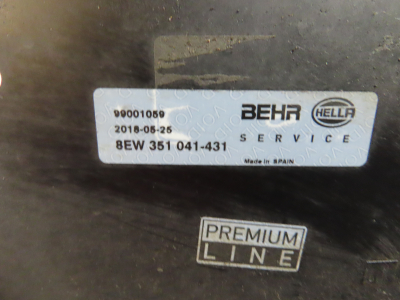 99001059
2018-05-25
8EW 351 041-431
BEHR HELLA
SERVICE
Made in SPAIN
PREMIUM
LINE